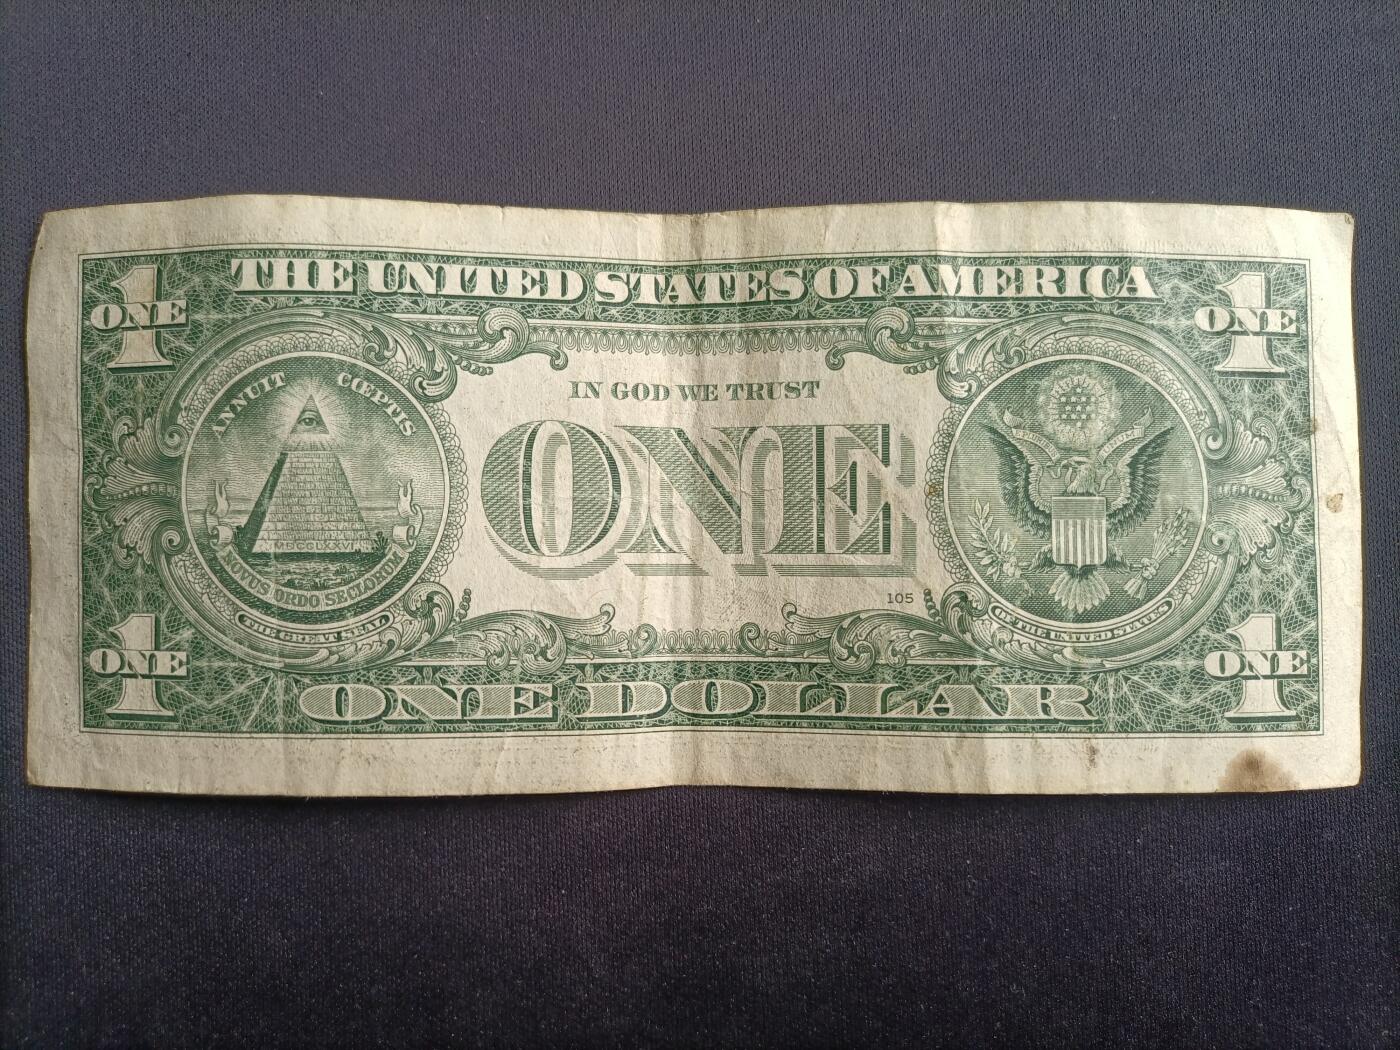 THE UNITED STATES OF AMERICA
1
ONE
1
ONE
IN GOD WE TRUST
ANNUIT CŒPTIS
ONE
NOVUS ORDO SECLORUM
THE GREAT SEAL
105
OF THE UNITED STATES
1
ONE
1
ONE
ONE DOLLAR